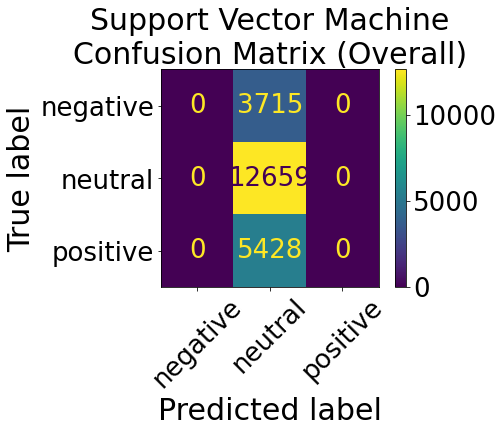 Support Vector Machine
Confusion Matrix (Overall)
True label
negative
neutral
positive
0 3715 0
0 12659 0
0 5428 0
10000
5000
0
negative neutral positive
Predicted label